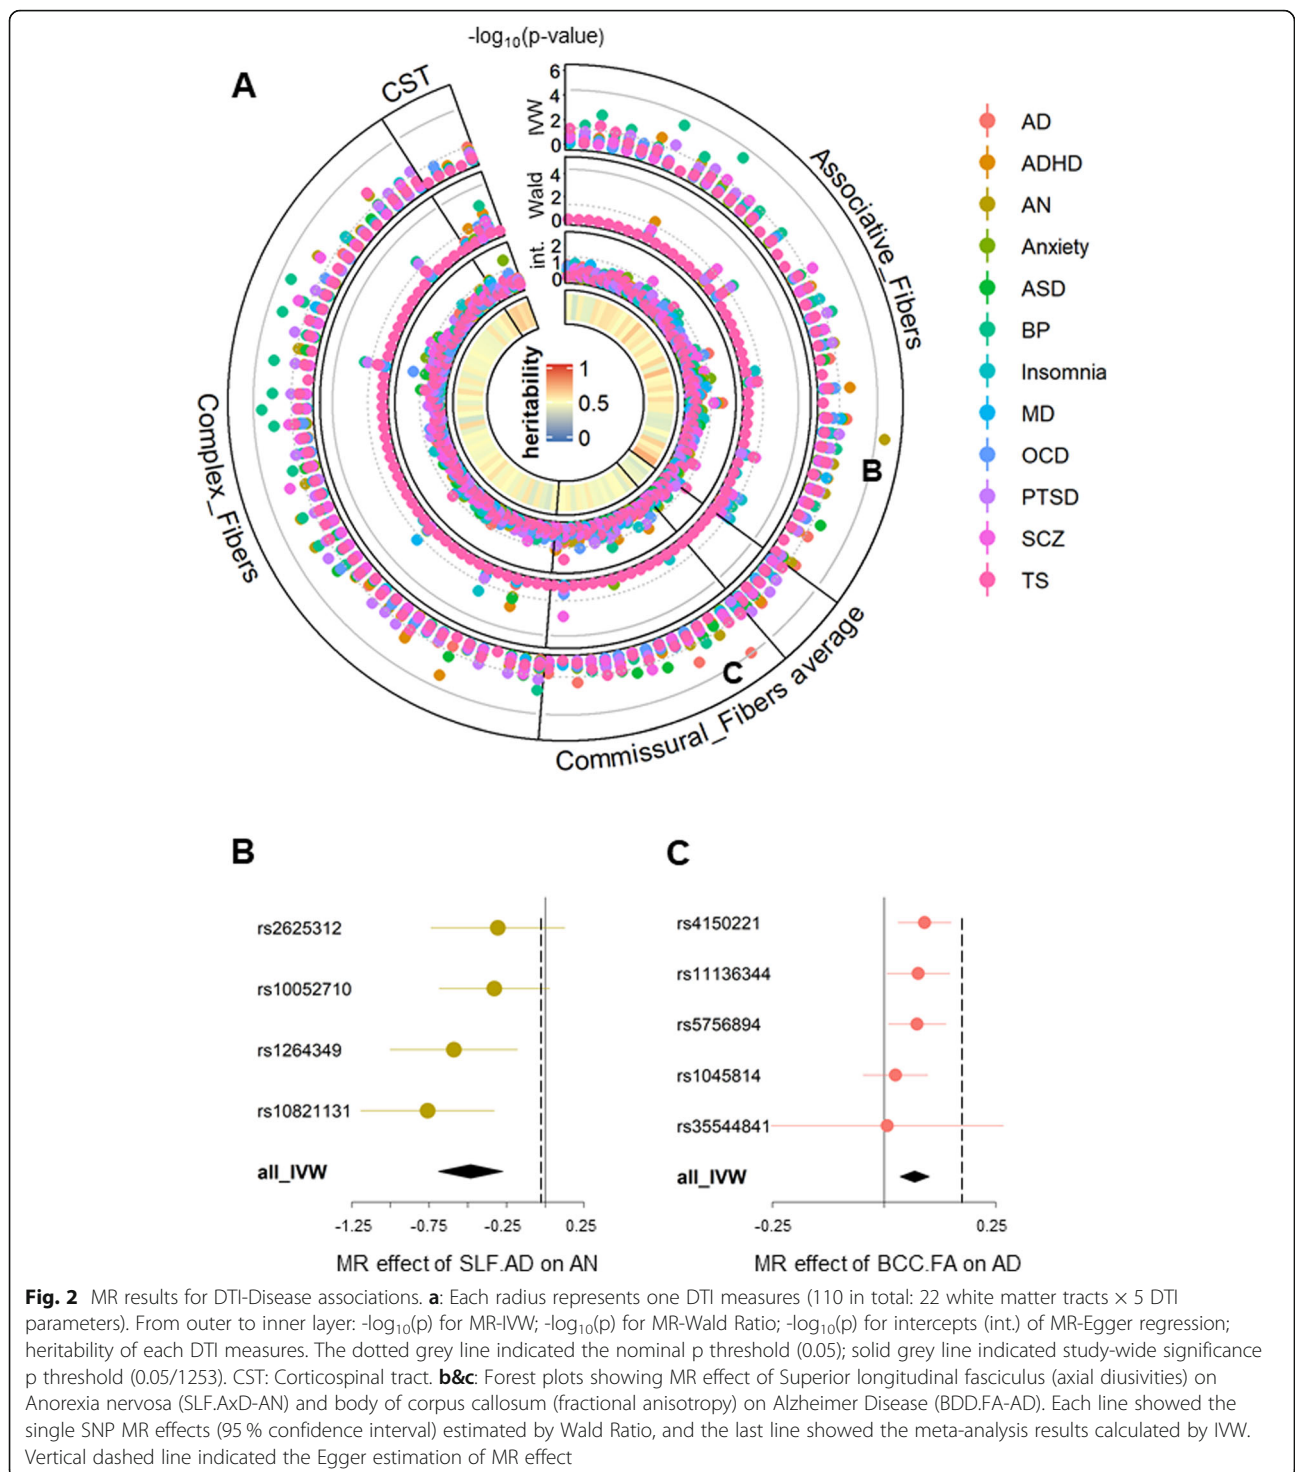 -log10(p-value)
A
CST
IVW
6
4
2
0
Wald
4
2
0
int.
2
1
0
Associative_Fibers
Complex_Fibers
Commissural_Fibers average
heritability
1
0.5
0
B
C
AD
ADHD
AN
Anxiety
ASD
BP
Insomnia
MD
OCD
PTSD
SCZ
TS
B
rs2625312
rs10052710
rs1264349
rs10821131
all_IVW
-1.25 -0.75 -0.25 0.25
MR effect of SLF.AD on AN
C
rs4150221
rs11136344
rs5756894
rs1045814
rs35544841
all_IVW
-0.25 0.25
MR effect of BCC.FA on AD
Fig. 2 MR results for DTI-Disease associations. a: Each radius represents one DTI measures (110 in total: 22 white matter tracts × 5 DTI
parameters). From outer to inner layer: -log10(p) for MR-IVW; -log10(p) for MR-Wald Ratio; -log10(p) for intercepts (int.) of MR-Egger regression;
heritability of each DTI measures. The dotted grey line indicated the nominal p threshold (0.05); solid grey line indicated study-wide significance
p threshold (0.05/1253). CST: Corticospinal tract. b&c: Forest plots showing MR effect of Superior longitudinal fasciculus (axial diusivities) on
Anorexia nervosa (SLF.AxD-AN) and body of corpus callosum (fractional anisotropy) on Alzheimer Disease (BDD.FA-AD). Each line showed the
single SNP MR effects (95 % confidence interval) estimated by Wald Ratio, and the last line showed the meta-analysis results calculated by IVW.
Vertical dashed line indicated the Egger estimation of MR effect